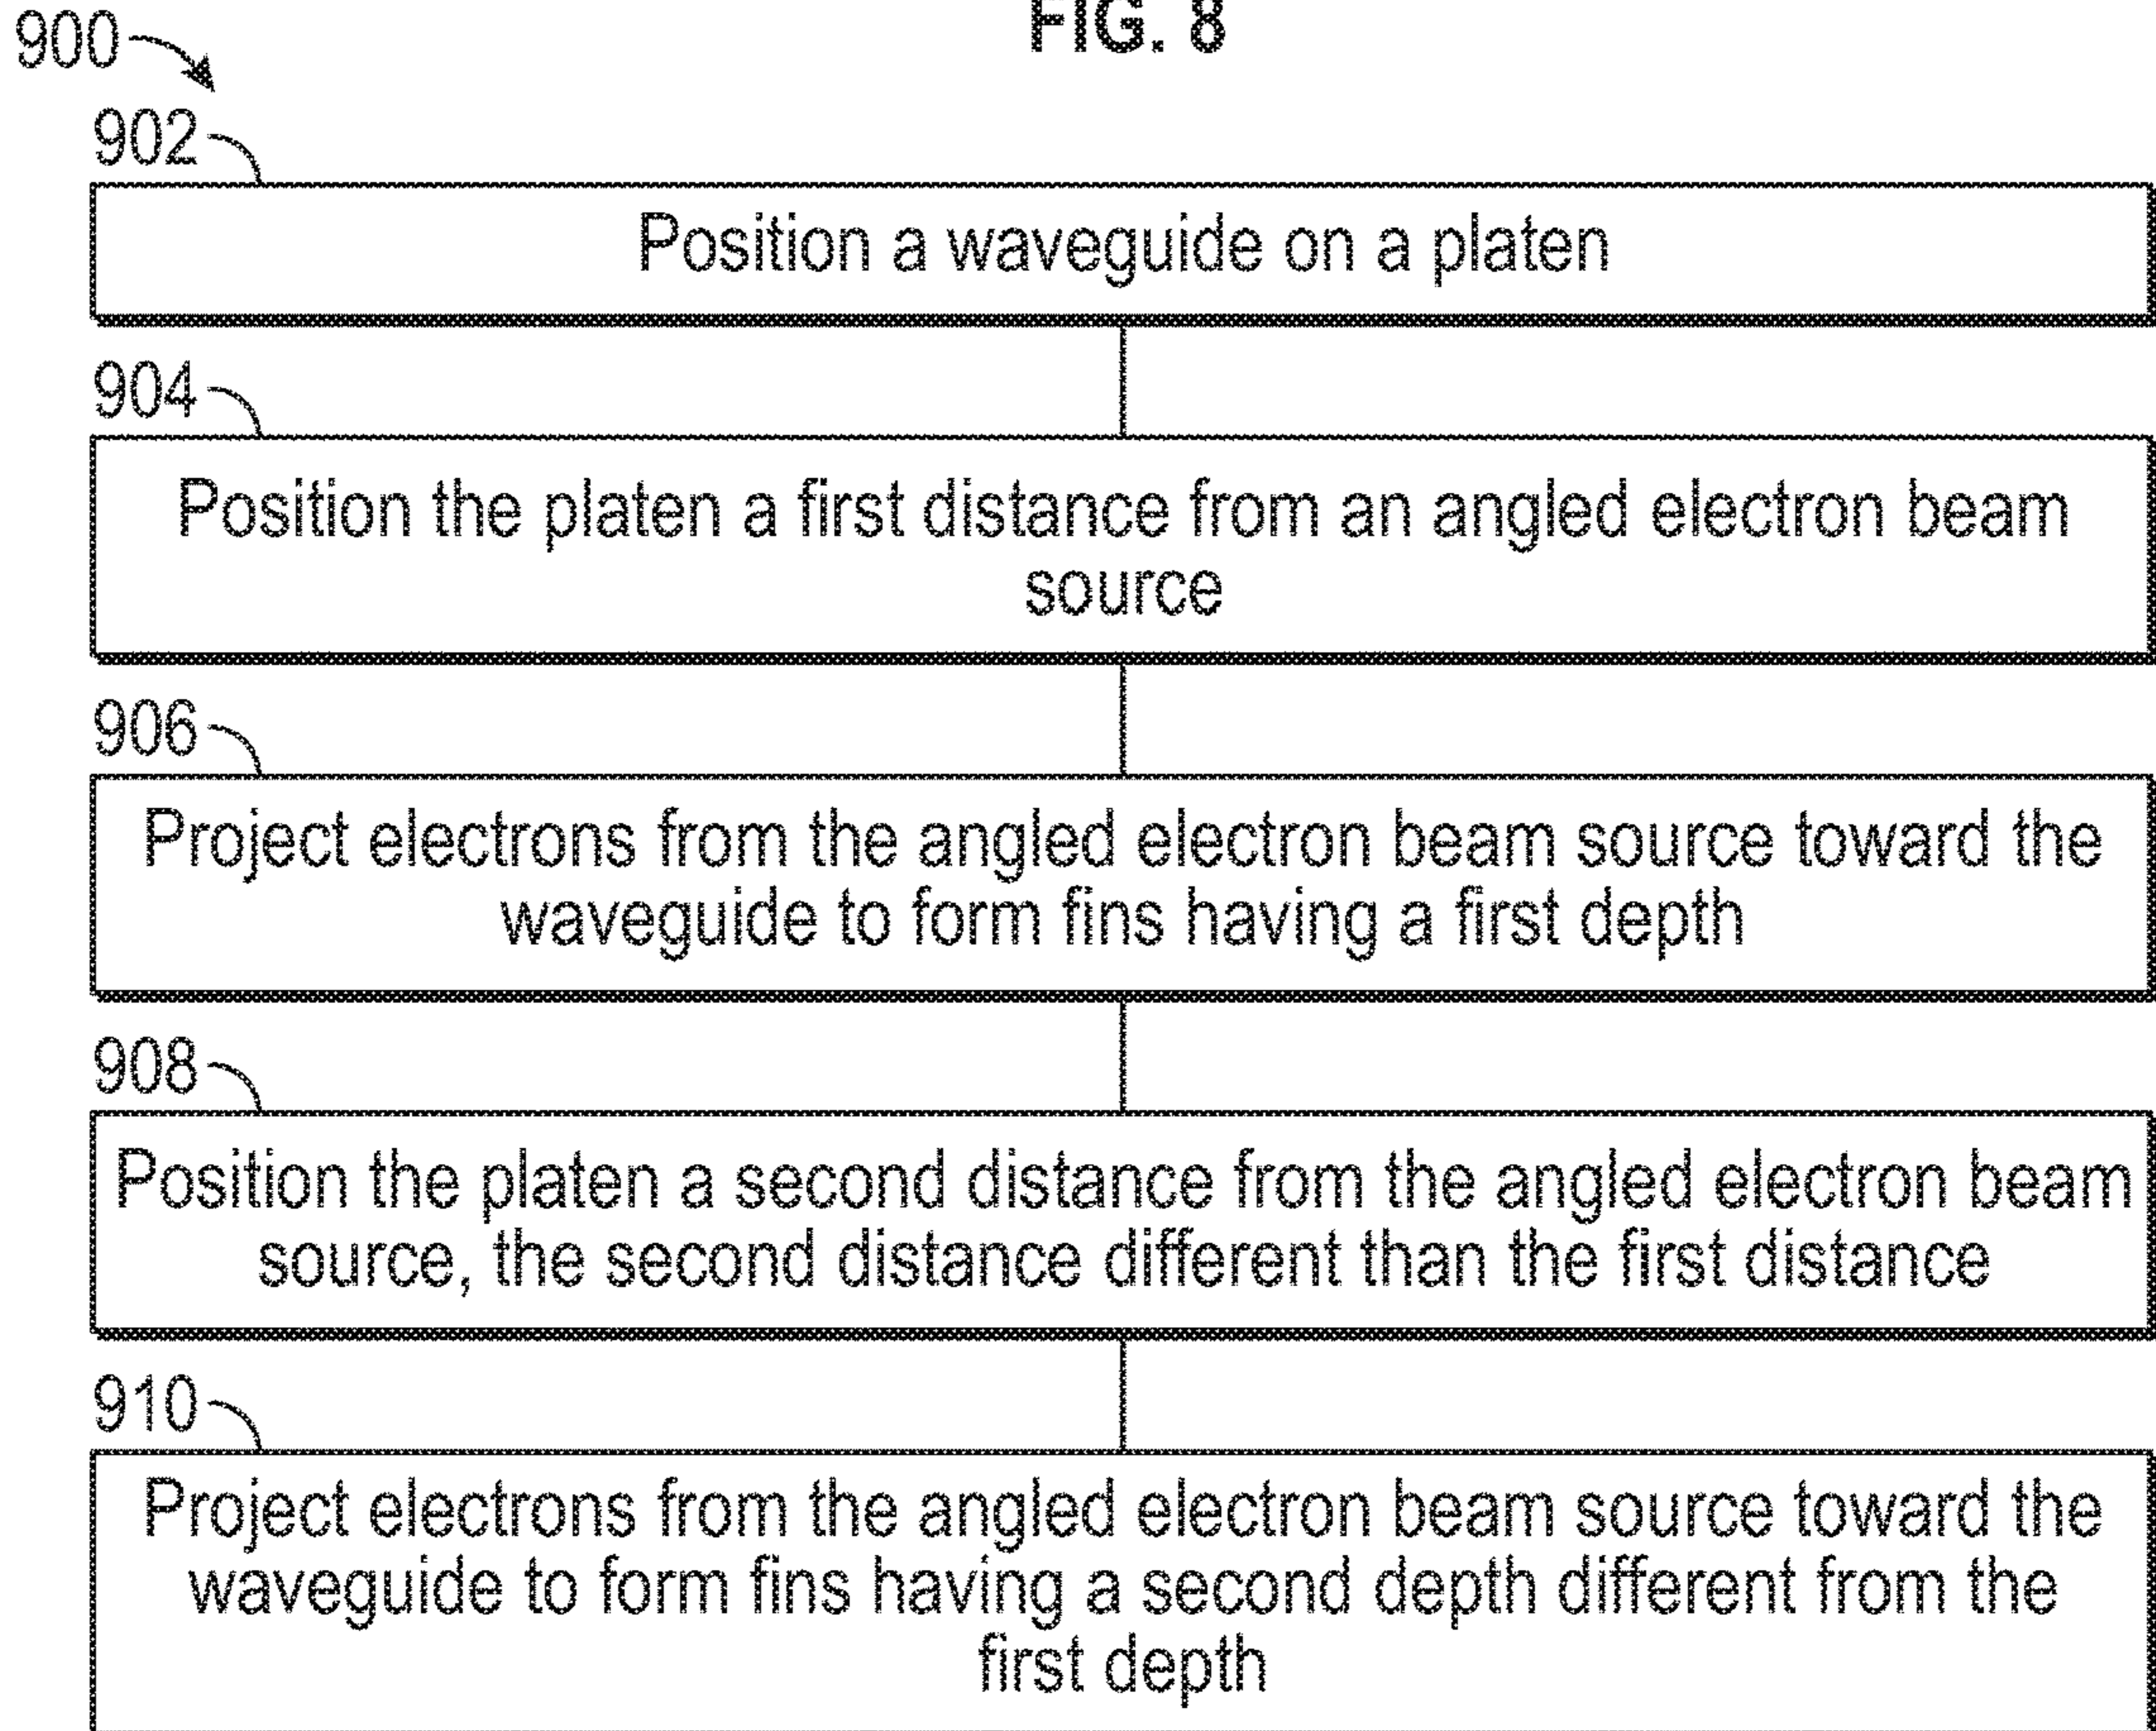 FIG. 8
900
902
Position a waveguide on a platen
904
Position the platen a first distance from an angled electron beam
source
906
Project electrons from the angled electron beam source toward the
waveguide to form fins having a first depth
908
Position the platen a second distance from the angled electron beam
source, the second distance different than the first distance
910
Project electrons from the angled electron beam source toward the
waveguide to form fins having a second depth different from the
first depth